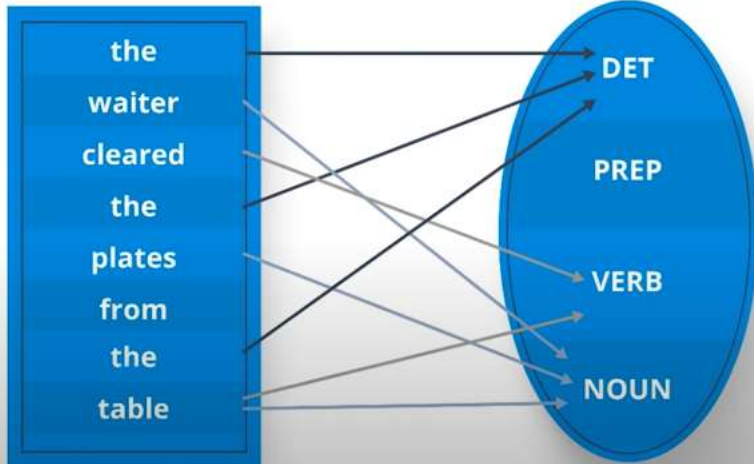 the
waiter
cleared
the
plates
from
the
table
DET
PREP
VERB
NOUN